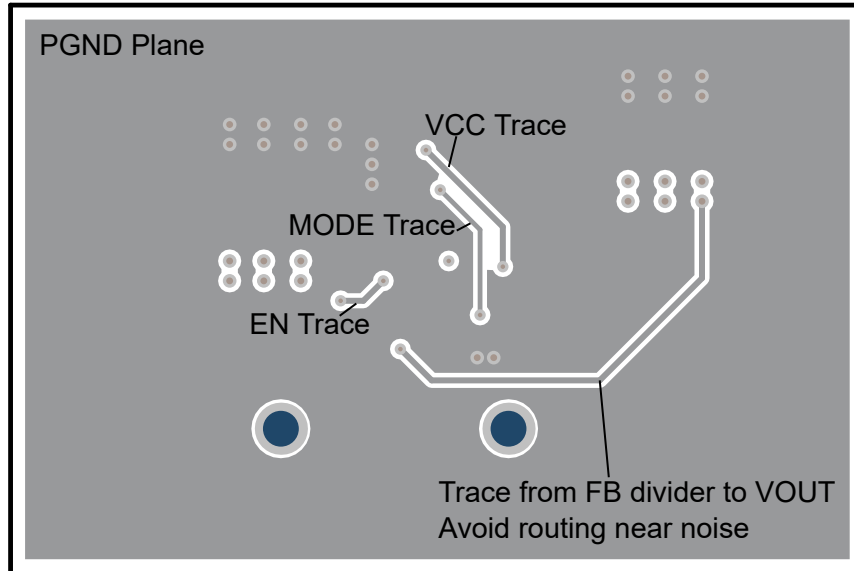 PGND Plane
VCC Trace
MODE Trace
EN Trace
Trace from FB divider to VOUT
Avoid routing near noise